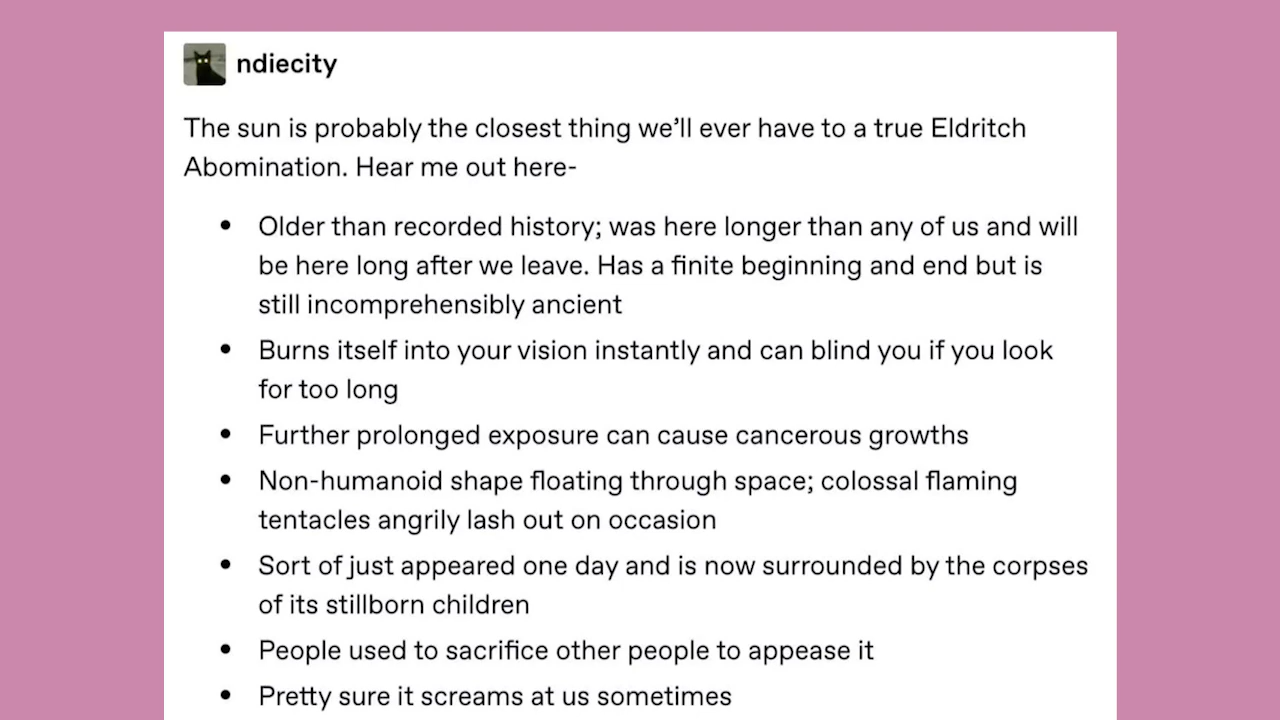 ndiecity
The sun is probably the closest thing we’ll ever have to a true Eldritch
Abomination. Hear me out here-
• Older than recorded history; was here longer than any of us and will
be here long after we leave. Has a finite beginning and end but is
still incomprehensibly ancient
• Burns itself into your vision instantly and can blind you if you look
for too long
• Further prolonged exposure can cause cancerous growths
• Non-humanoid shape floating through space; colossal flaming
tentacles angrily lash out on occasion
• Sort of just appeared one day and is now surrounded by the corpses
of its stillborn children
• People used to sacrifice other people to appease it
• Pretty sure it screams at us sometimes